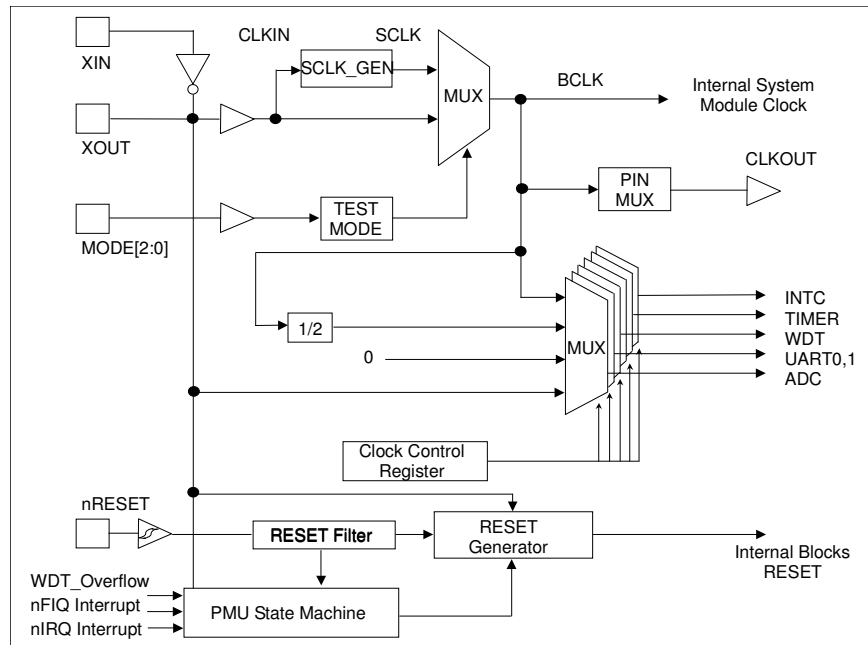 XIN
CLKIN
SCLK
SCLK_GEN
MUX
BCLK
Internal System
Module Clock
XOUT
CLKOUT
PIN
MUX
TEST
MODE
MODE[2:0]
1/2
0
MUX
INTC
TIMER
WDT
UART0,1
ADC
Clock Control
Register
nRESET
RESET Filter
RESET
Generator
Internal Blocks
RESET
WDT_Overflow
nFIQ Interrupt
nIRQ Interrupt
PMU State Machine